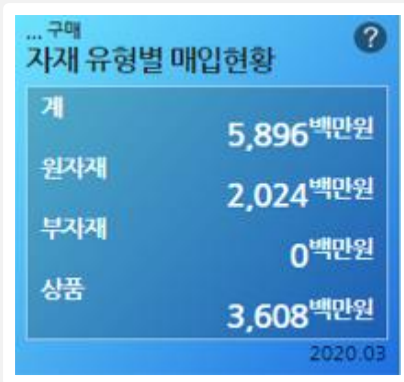 ... 구매
?
자재 유형별 매입현황
계
5,896백만원
원자재
2,024백만원
부자재
0백만원
상품
3,608백만원
2020.03